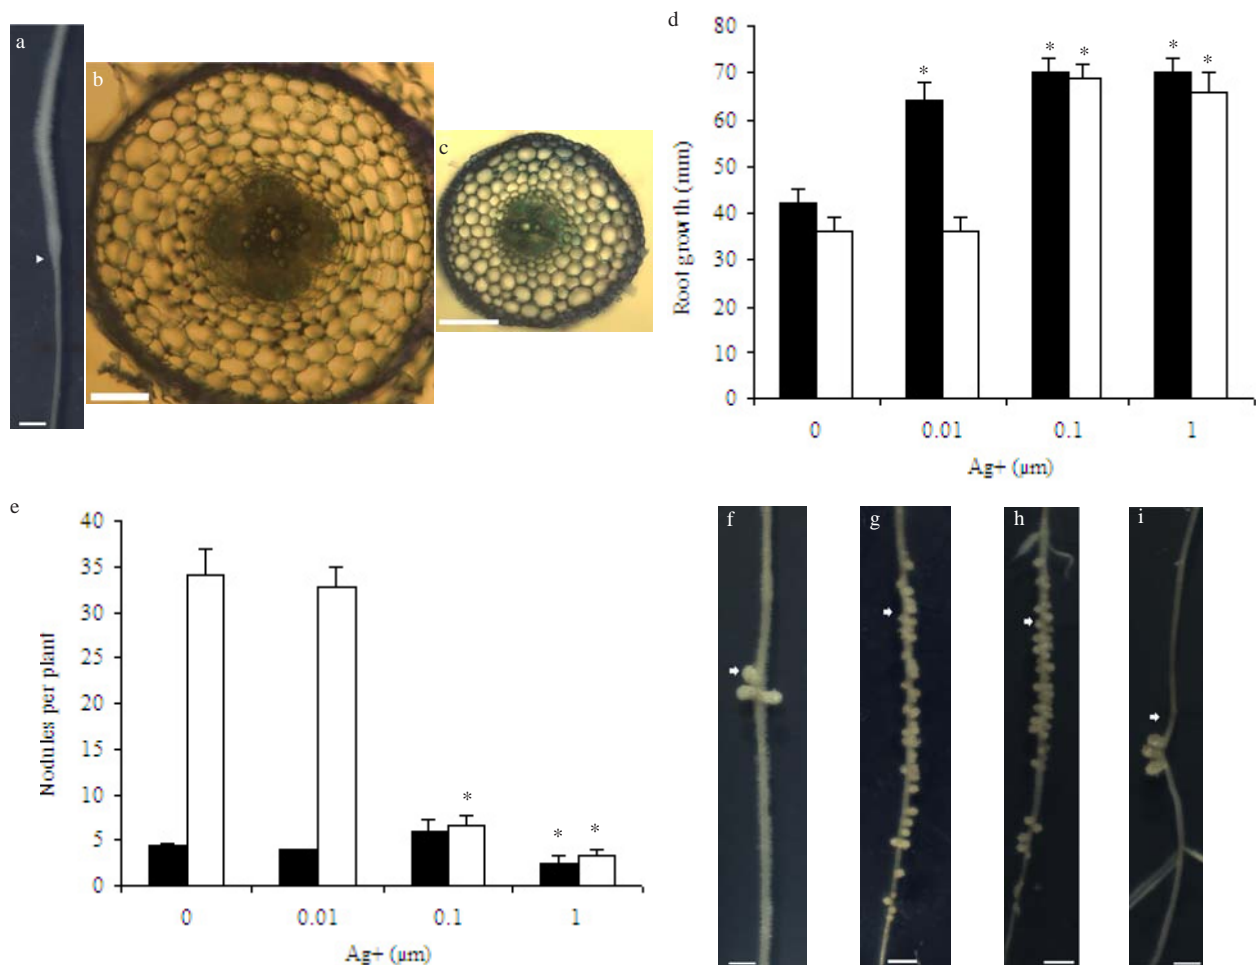 a
b
c
d
80
70
60
50
40
30
20
10
0
Root growth (mm)
* * * * *
0 0.01 0.1 1
Ag+ (µm)
e
40
35
30
25
20
15
10
5
0
Nodules per plant
* * *
0 0.01 0.1 1
Ag+ (µm)
f
g
h
i